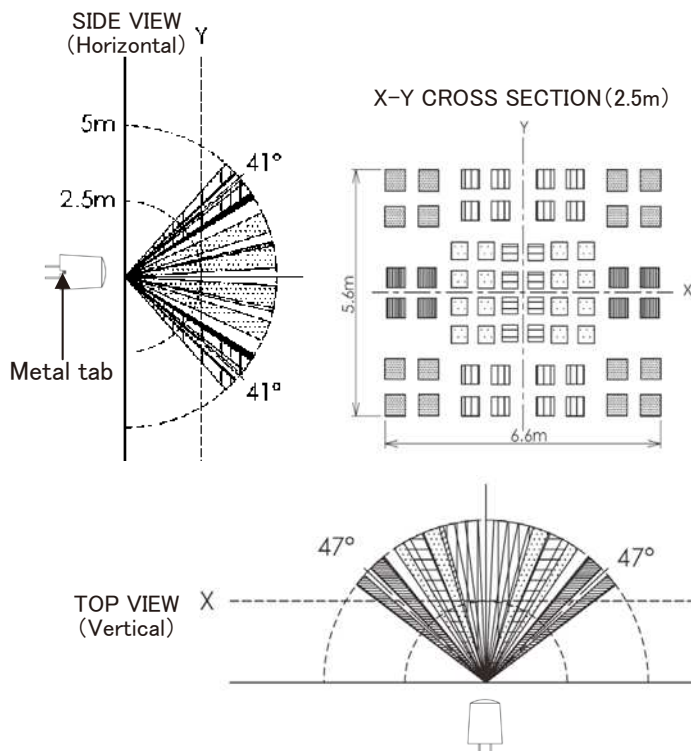 SIDE VIEW
(Horizontal)
Y
5m
41°
2.5m
Metal tab
41°
X-Y CROSS SECTION(2.5m)
Y
X
5.6m
6.6m
47°
47°
TOP VIEW
(Vertical)
X